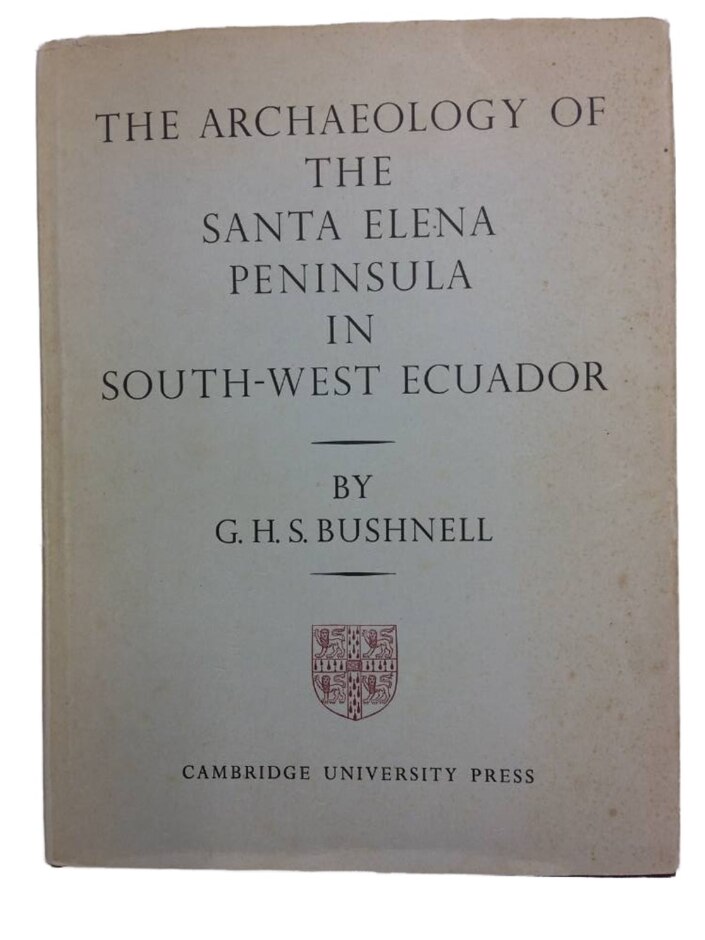 THE ARCHAEOLOGY OF
THE
SANTA ELENA
PENINSULA
IN
SOUTH-WEST ECUADOR
BY
G. H. S. BUSHNELL
CAMBRIDGE UNIVERSITY PRESS